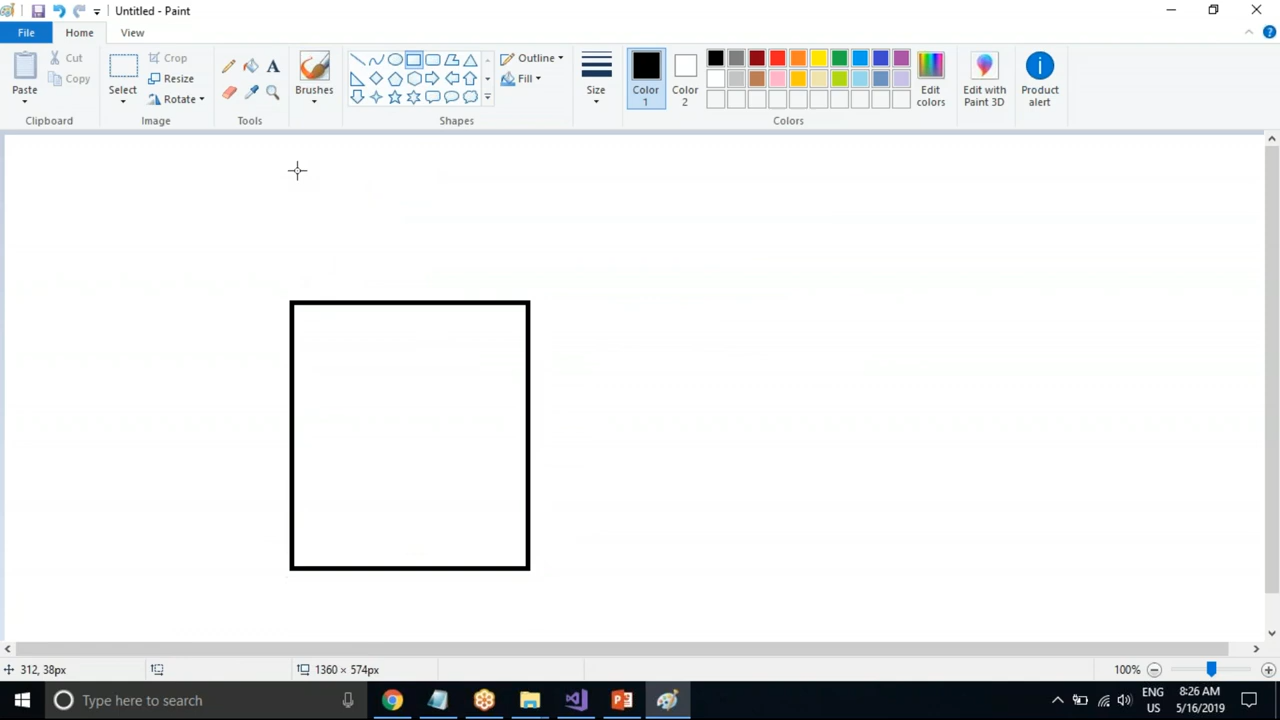 Untitled - Paint
File Home View
Paste
Cut
Copy
Clipboard
Select
Crop
Resize
Rotate
Image
A
Tools
Brushes
Outline
Fill
Shapes
Size
Color 1
Color 2
Edit colors
Colors
Edit with Paint 3D
Product alert
312, 38px
1360 × 574px
100%
Type here to search
ENG
US
8:26 AM
5/16/2019